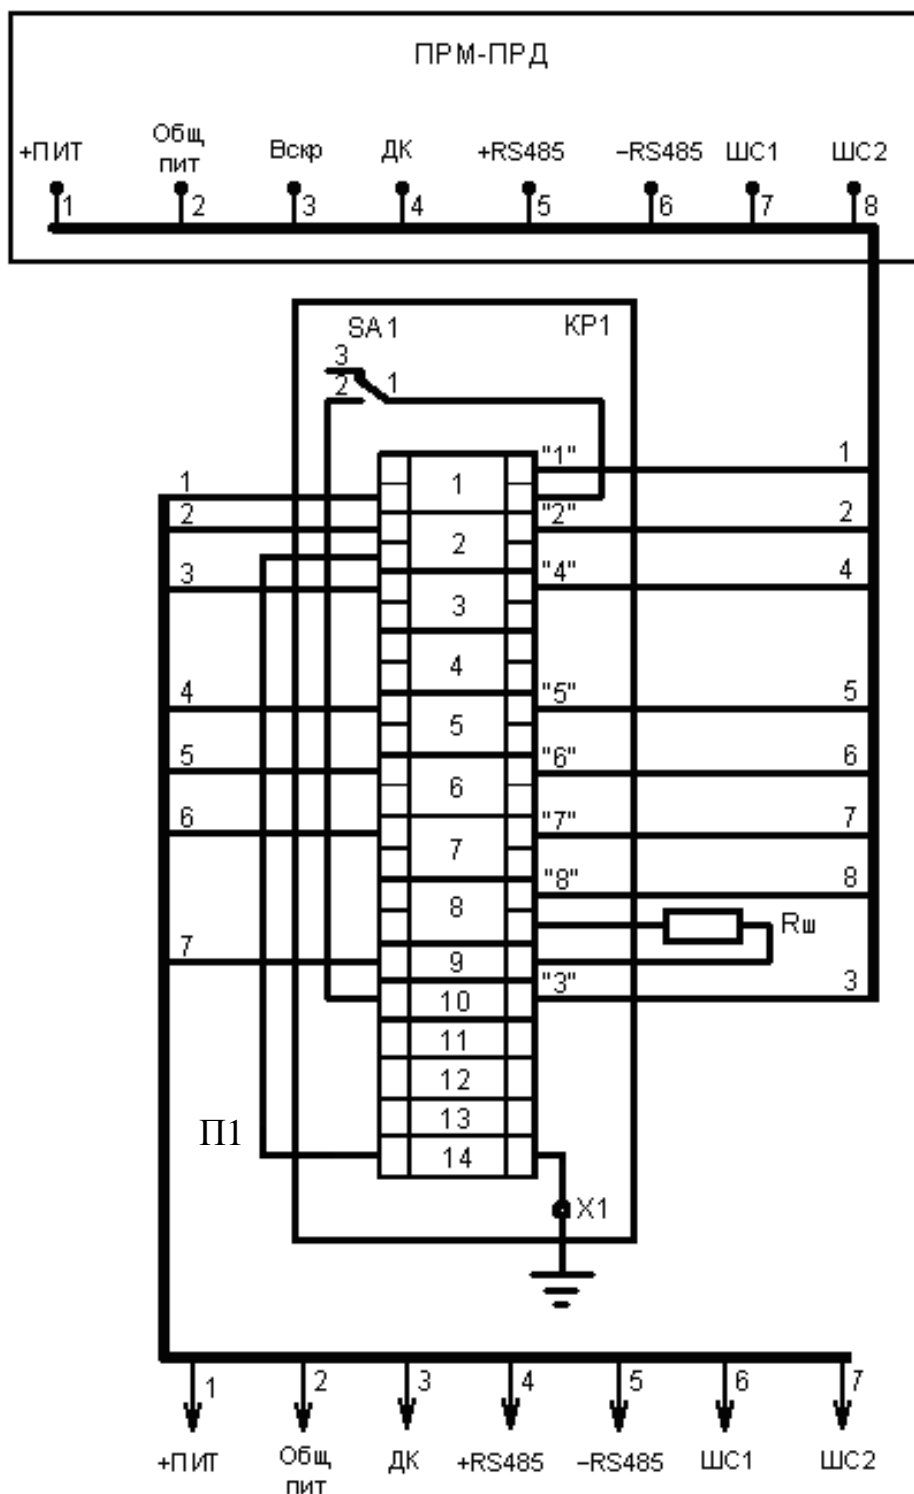 ПРМ-ПРД
+ПИТ
Общ
пит
Вскр
ДК
+RS485
–RS485
ШС1
ШС2
1
2
3
4
5
6
7
8
SA1
КР1
3
2
1
"1"
1
1
1
2
"2"
2
2
3
"4"
4
3
4
4
"5"
5
5
5
"6"
6
6
6
"7"
7
7
"8"
8
8
Rш
7
9
"3"
3
10
11
12
13
П1
14
X1
1
2
3
4
5
6
7
+ПИТ
Общ
пит
ДК
+RS485
–RS485
ШС1
ШС2